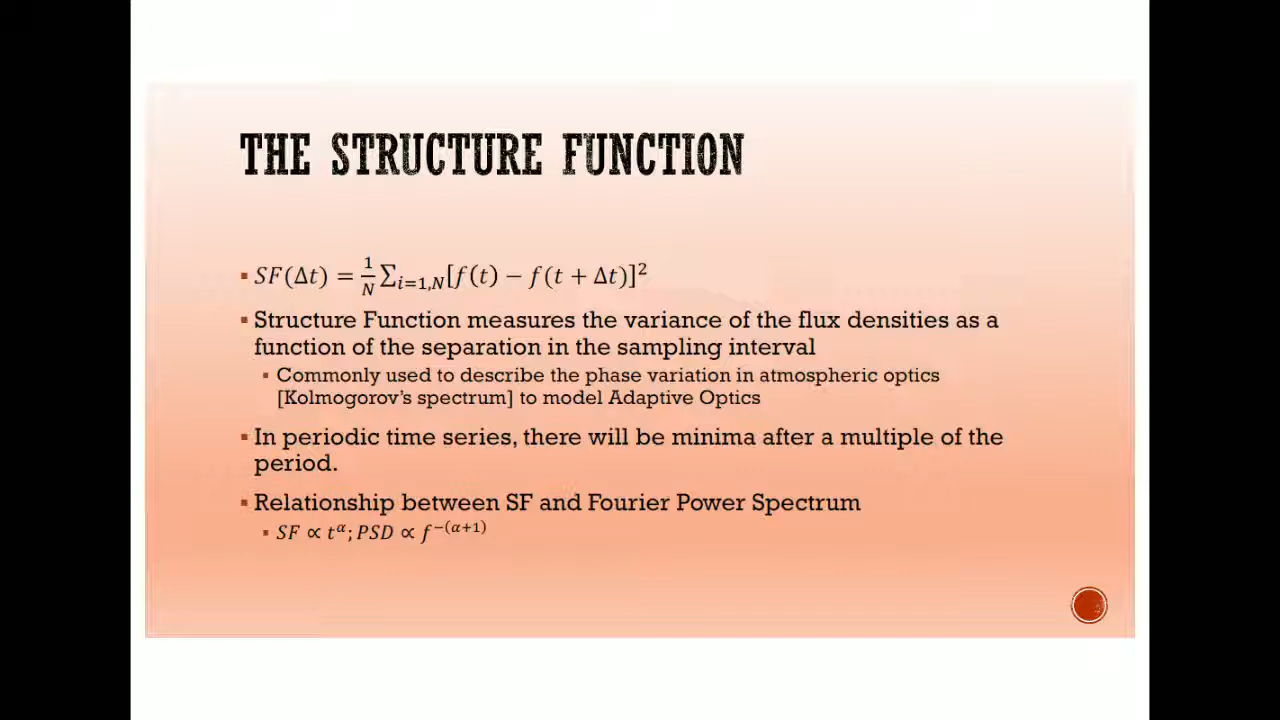 THE STRUCTURE FUNCTION
▪ SF(Δt) = 1/N ∑i=1,N[f(t) − f(t + Δt)]²
▪ Structure Function measures the variance of the flux densities as a
function of the separation in the sampling interval
▪ Commonly used to describe the phase variation in atmospheric optics
[Kolmogorov's spectrum] to model Adaptive Optics
▪ In periodic time series, there will be minima after a multiple of the
period.
▪ Relationship between SF and Fourier Power Spectrum
▪ SF ∝ t^α; PSD ∝ f^−(α+1)